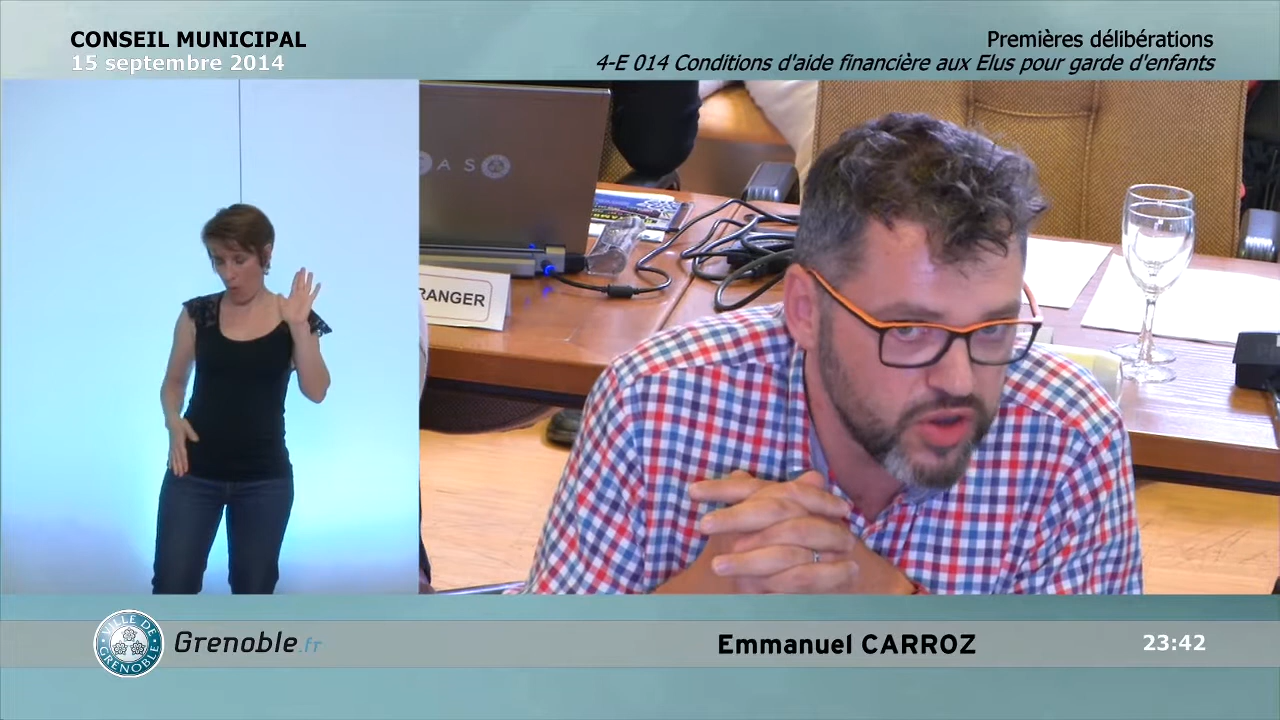 CONSEIL MUNICIPAL
15 septembre 2014
Premières délibérations
4-E 014 Conditions d'aide financière aux Elus pour garde d'enfants
A S
RANGER
VILLE DE GRENOBLE
Grenoble.fr
Emmanuel CARROZ
23:42